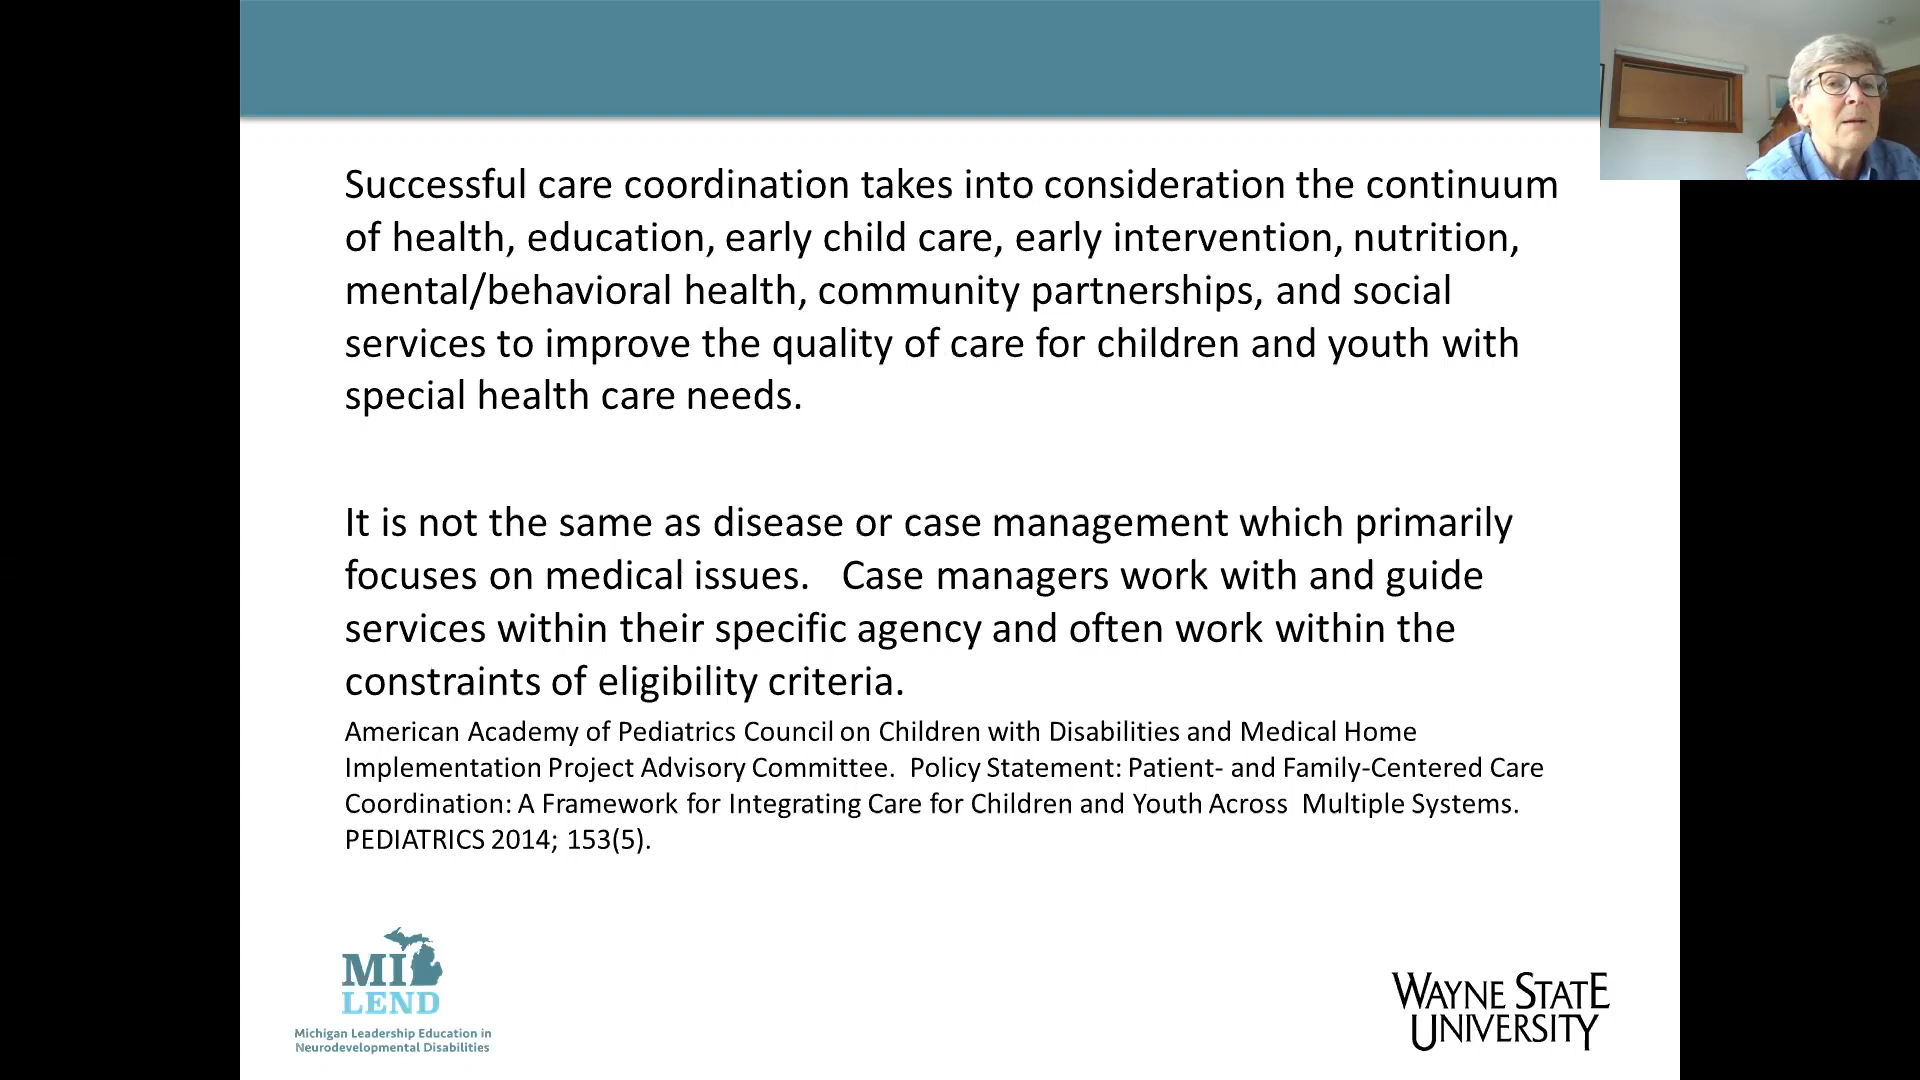 Successful care coordination takes into consideration the continuum
of health, education, early child care, early intervention, nutrition,
mental/behavioral health, community partnerships, and social
services to improve the quality of care for children and youth with
special health care needs.
It is not the same as disease or case management which primarily
focuses on medical issues.   Case managers work with and guide
services within their specific agency and often work within the
constraints of eligibility criteria.
American Academy of Pediatrics Council on Children with Disabilities and Medical Home
Implementation Project Advisory Committee.  Policy Statement: Patient- and Family-Centered Care
Coordination: A Framework for Integrating Care for Children and Youth Across  Multiple Systems.
PEDIATRICS 2014; 153(5).
MI
LEND
Michigan Leadership Education in
Neurodevelopmental Disabilities
WAYNE STATE
UNIVERSITY